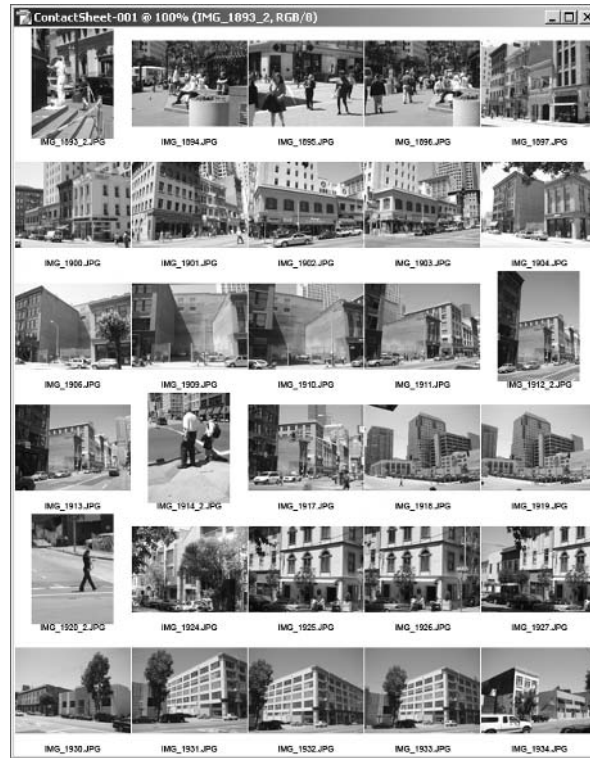 ContactSheet-001 @ 100% (IMG_1893_2, RGB/8)
IMG_1893_2.JPG IMG_1894.JPG IMG_1895.JPG IMG_1896.JPG IMG_1897.JPG
IMG_1900.JPG IMG_1901.JPG IMG_1902.JPG IMG_1903.JPG IMG_1904.JPG
IMG_1906.JPG IMG_1909.JPG IMG_1910.JPG IMG_1911.JPG IMG_1912_2.JPG
IMG_1913.JPG IMG_1914_2.JPG IMG_1917.JPG IMG_1918.JPG IMG_1919.JPG
IMG_1920_2.JPG IMG_1924.JPG IMG_1925.JPG IMG_1926.JPG IMG_1927.JPG
IMG_1930.JPG IMG_1931.JPG IMG_1932.JPG IMG_1933.JPG IMG_1934.JPG